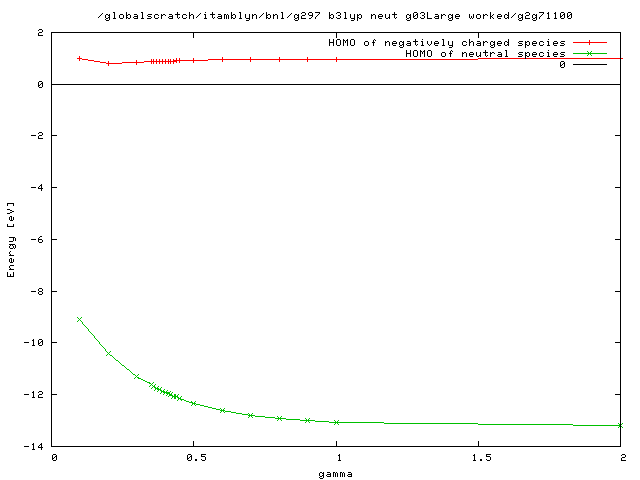 /globalscratch/itamblyn/bnl/g297 b3lyp neut g03Large worked/g2g71100
2
HOMO of negatively charged species
HOMO of neutral species
0
0
-2
-4
-6
-8
-10
-12
-14
Energy [eV]
0 0.5 1 1.5 2
gamma